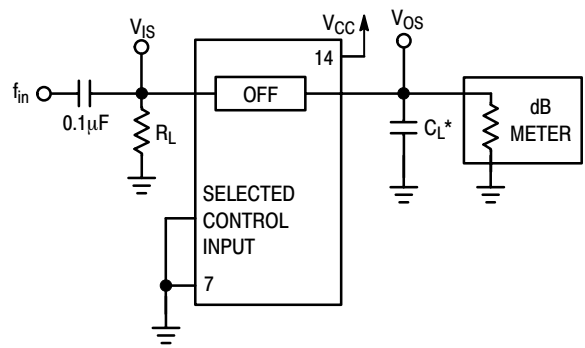 V_IS
V_CC
V_OS
14
f_in
OFF
dB
METER
0.1μF
R_L
C_L*
SELECTED
CONTROL
INPUT
7